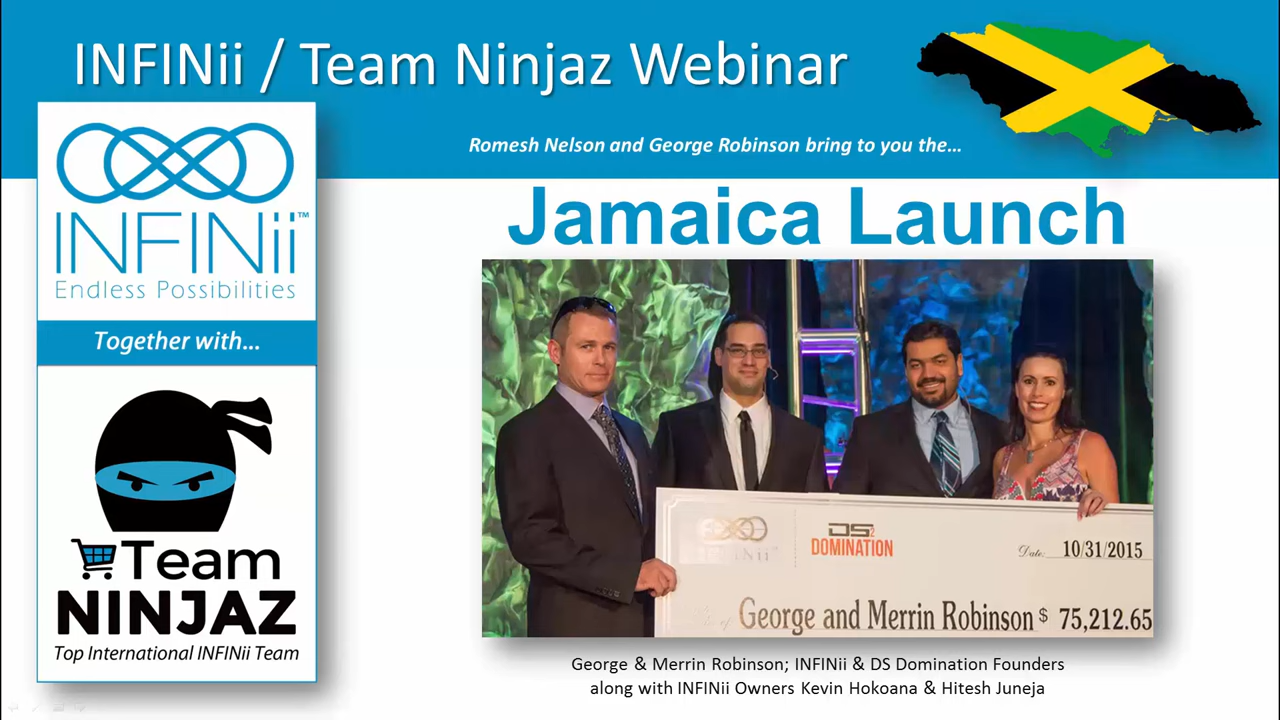 INFINii / Team Ninjaz Webinar
Romesh Nelson and George Robinson bring to you the...
Jamaica Launch
INFINii™
Endless Possibilities
Together with...
Team
NINJAZ
Top International INFINii Team
INFINii
DS2
DOMINATION
Date: 10/31/2015
of George and Merrin Robinson $ 75,212.65
George & Merrin Robinson; INFINii & DS Domination Founders
along with INFINii Owners Kevin Hokoana & Hitesh Juneja